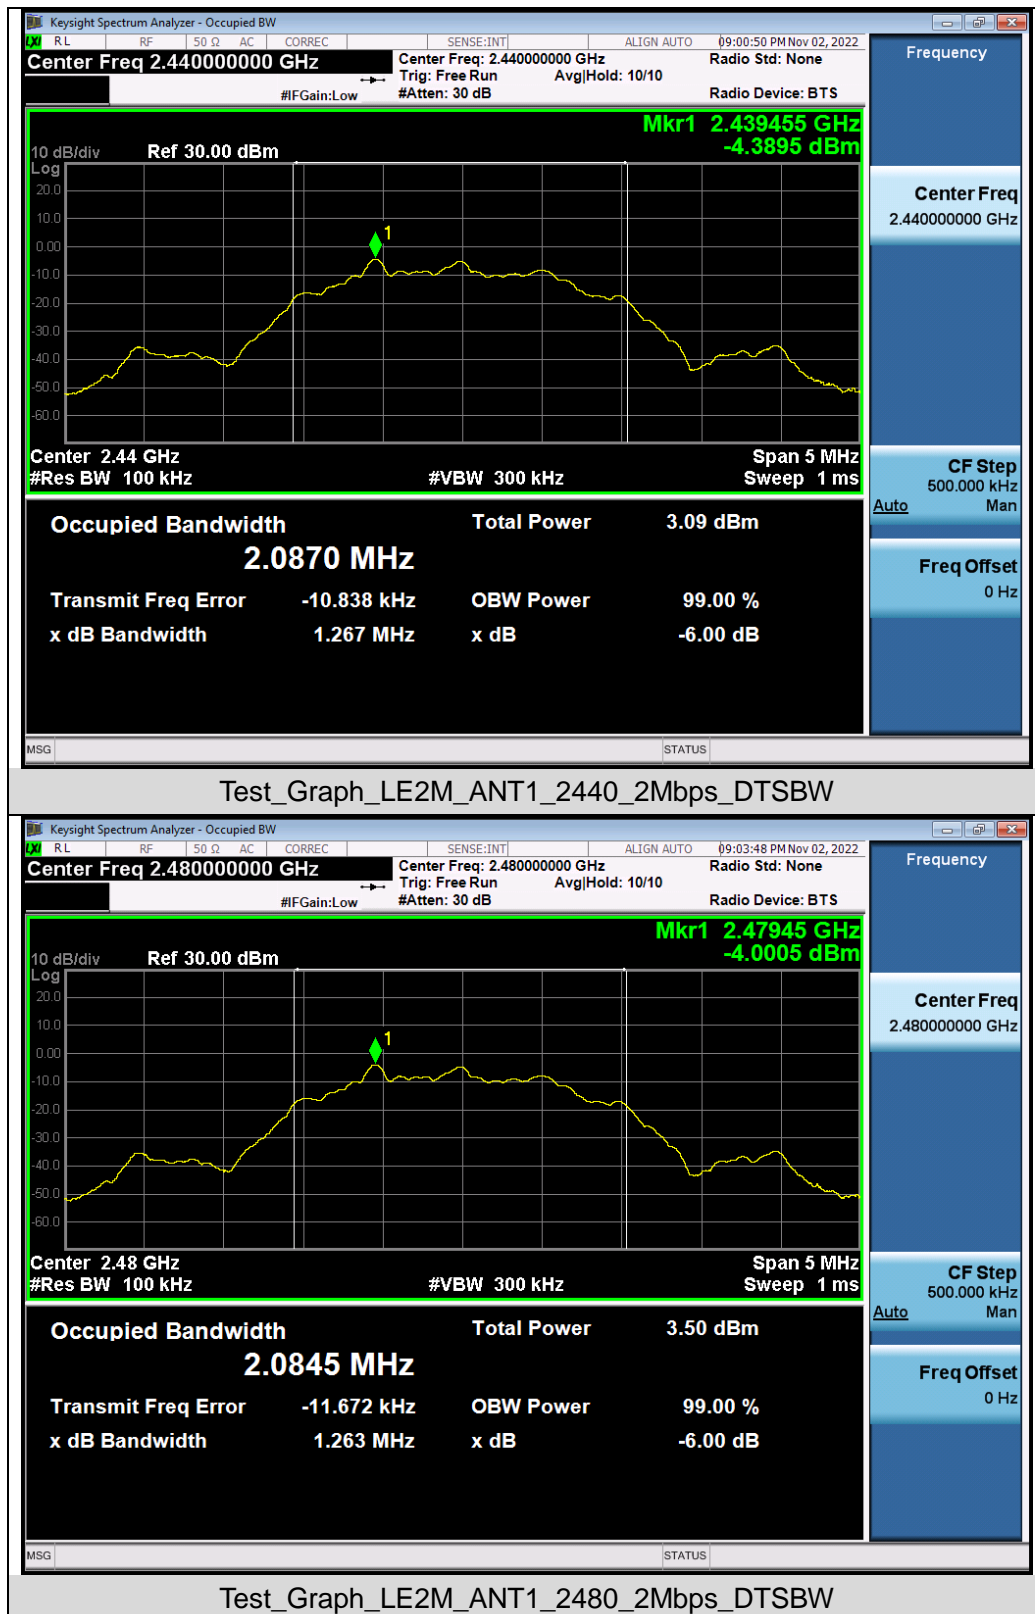 Keysight Spectrum Analyzer - Occupied BW
LXI RL RF 50 Ω AC CORREC SENSE:INT ALIGN AUTO 09:00:50 PM Nov 02, 2022
Center Freq 2.440000000 GHz
Center Freq: 2.440000000 GHz Radio Std: None
Trig: Free Run Avg|Hold: 10/10
#IFGain:Low #Atten: 30 dB Radio Device: BTS
Frequency
Mkr1 2.439455 GHz
-4.3895 dBm
10 dB/div Ref 30.00 dBm
Log
20.0
10.0
0.00
-10.0
-20.0
-30.0
-40.0
-50.0
-60.0
1
Center 2.44 GHz Span 5 MHz
#Res BW 100 kHz #VBW 300 kHz Sweep 1 ms
Center Freq
2.440000000 GHz
CF Step
500.000 kHz
Auto Man
Freq Offset
0 Hz
Occupied Bandwidth Total Power 3.09 dBm
2.0870 MHz
Transmit Freq Error -10.838 kHz OBW Power 99.00 %
x dB Bandwidth 1.267 MHz x dB -6.00 dB
MSG STATUS
Test_Graph_LE2M_ANT1_2440_2Mbps_DTSBW
Keysight Spectrum Analyzer - Occupied BW
LXI RL RF 50 Ω AC CORREC SENSE:INT ALIGN AUTO 09:03:48 PM Nov 02, 2022
Center Freq 2.480000000 GHz
Center Freq: 2.480000000 GHz Radio Std: None
Trig: Free Run Avg|Hold: 10/10
#IFGain:Low #Atten: 30 dB Radio Device: BTS
Frequency
Mkr1 2.47945 GHz
-4.0005 dBm
10 dB/div Ref 30.00 dBm
Log
20.0
10.0
0.00
-10.0
-20.0
-30.0
-40.0
-50.0
-60.0
1
Center 2.48 GHz Span 5 MHz
#Res BW 100 kHz #VBW 300 kHz Sweep 1 ms
Center Freq
2.480000000 GHz
CF Step
500.000 kHz
Auto Man
Freq Offset
0 Hz
Occupied Bandwidth Total Power 3.50 dBm
2.0845 MHz
Transmit Freq Error -11.672 kHz OBW Power 99.00 %
x dB Bandwidth 1.263 MHz x dB -6.00 dB
MSG STATUS
Test_Graph_LE2M_ANT1_2480_2Mbps_DTSBW